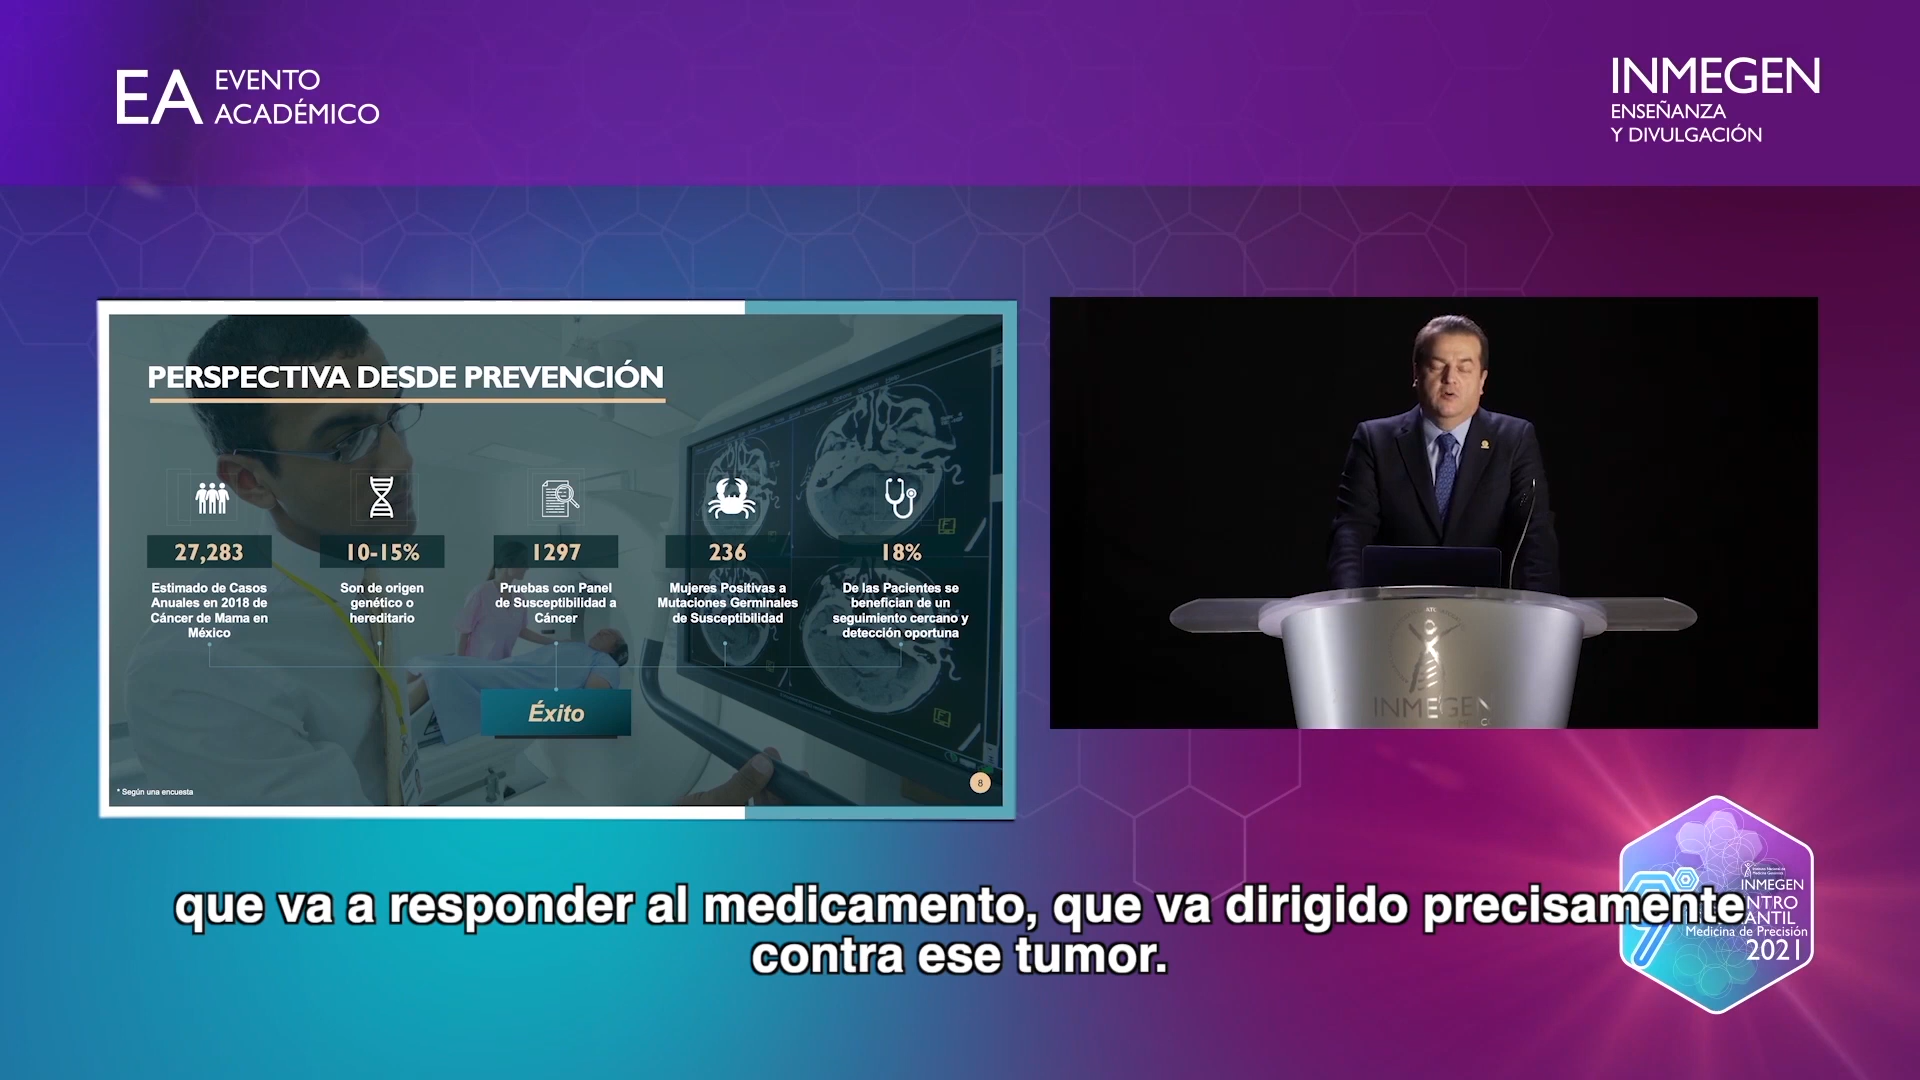 EA EVENTO
ACADÉMICO
INMEGEN
ENSEÑANZA
Y DIVULGACIÓN
PERSPECTIVA DESDE PREVENCIÓN
27,283
Estimado de Casos
Anuales en 2018 de
Cáncer de Mama en
México
10-15%
Son de origen
genético o
hereditario
1297
Pruebas con Panel
de Susceptibilidad a
Cáncer
236
Mujeres Positivas a
Mutaciones Germinales
de Susceptibilidad
18%
De las Pacientes se
benefician de un
seguimiento cercano y
detección oportuna
Éxito
* Según una encuesta
8
INMEGEN
que va a responder al medicamento, que va dirigido precisamente
contra ese tumor.
9°
INMEGEN
Medicina de Precisión
2021